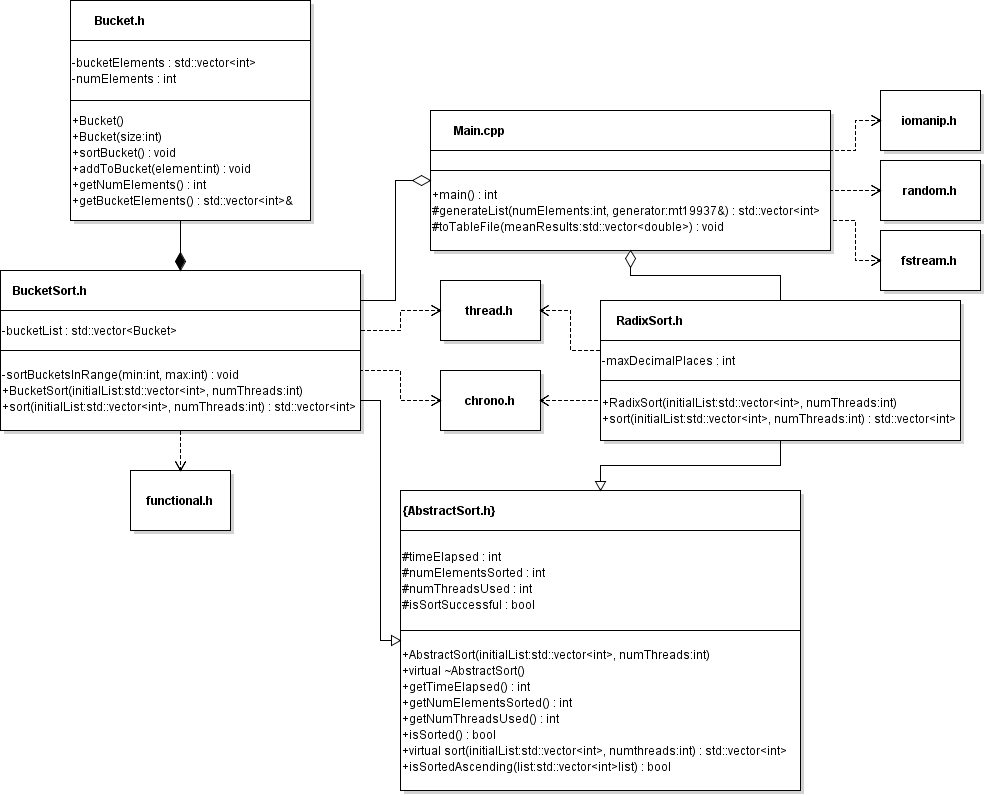 Bucket.h
-bucketElements : std::vector<int>
-numElements : int
+Bucket()
+Bucket(size:int)
+sortBucket() : void
+addToBucket(element:int) : void
+getNumElements() : int
+getBucketElements() : std::vector<int>&
Main.cpp
+main() : int
#generateList(numElements:int, generator:mt19937&) : std::vector<int>
#toTableFile(meanResults:std::vector<double>) : void
iomanip.h
random.h
fstream.h
BucketSort.h
-bucketList : std::vector<Bucket>
-sortBucketsInRange(min:int, max:int) : void
+BucketSort(initialList:std::vector<int>, numThreads:int)
+sort(initialList:std::vector<int>, numThreads:int) : std::vector<int>
thread.h
chrono.h
RadixSort.h
-maxDecimalPlaces : int
+RadixSort(initialList:std::vector<int>, numThreads:int)
+sort(initialList:std::vector<int>, numThreads:int) : std::vector<int>
functional.h
{AbstractSort.h}
#timeElapsed : int
#numElementsSorted : int
#numThreadsUsed : int
#isSortSuccessful : bool
+AbstractSort(initialList:std::vector<int>, numThreads:int)
+virtual ~AbstractSort()
+getTimeElapsed() : int
+getNumElementsSorted() : int
+getNumThreadsUsed() : int
+isSorted() : bool
+virtual sort(initialList:std::vector<int>, numthreads:int) : std::vector<int>
+isSortedAscending(list:std::vector<int>list) : bool